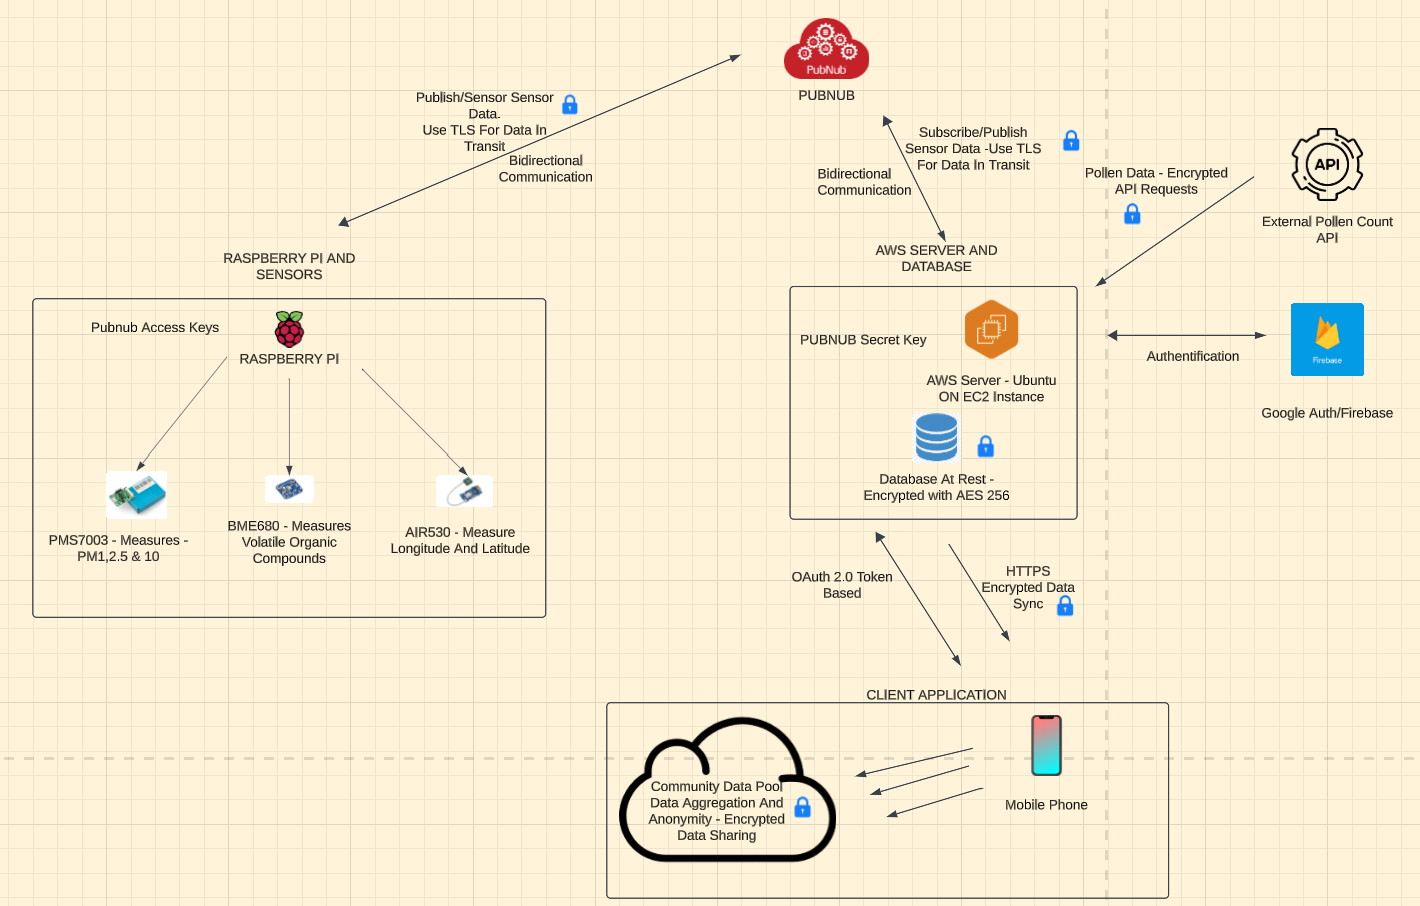 PubNub
PUBNUB
Publish/Sensor Sensor
Data.
Use TLS For Data In
Transit
Bidirectional
Communication
Subscribe/Publish
Sensor Data -Use TLS
For Data In Transit
Bidirectional
Communication
Pollen Data - Encrypted
API Requests
API
External Pollen Count
API
RASPBERRY PI AND
SENSORS
Pubnub Access Keys
RASPBERRY PI
PMS7003 - Measures -
PM1,2.5 & 10
BME680 - Measures
Volatile Organic
Compounds
AIR530 - Measure
Longitude And Latitude
AWS SERVER AND
DATABASE
PUBNUB Secret Key
AWS Server - Ubuntu
ON EC2 Instance
Database At Rest -
Encrypted with AES 256
Authentification
Firebase
Google Auth/Firebase
OAuth 2.0 Token
Based
HTTPS
Encrypted Data
Sync
CLIENT APPLICATION
Community Data Pool
Data Aggregation And
Anonymity - Encrypted
Data Sharing
Mobile Phone